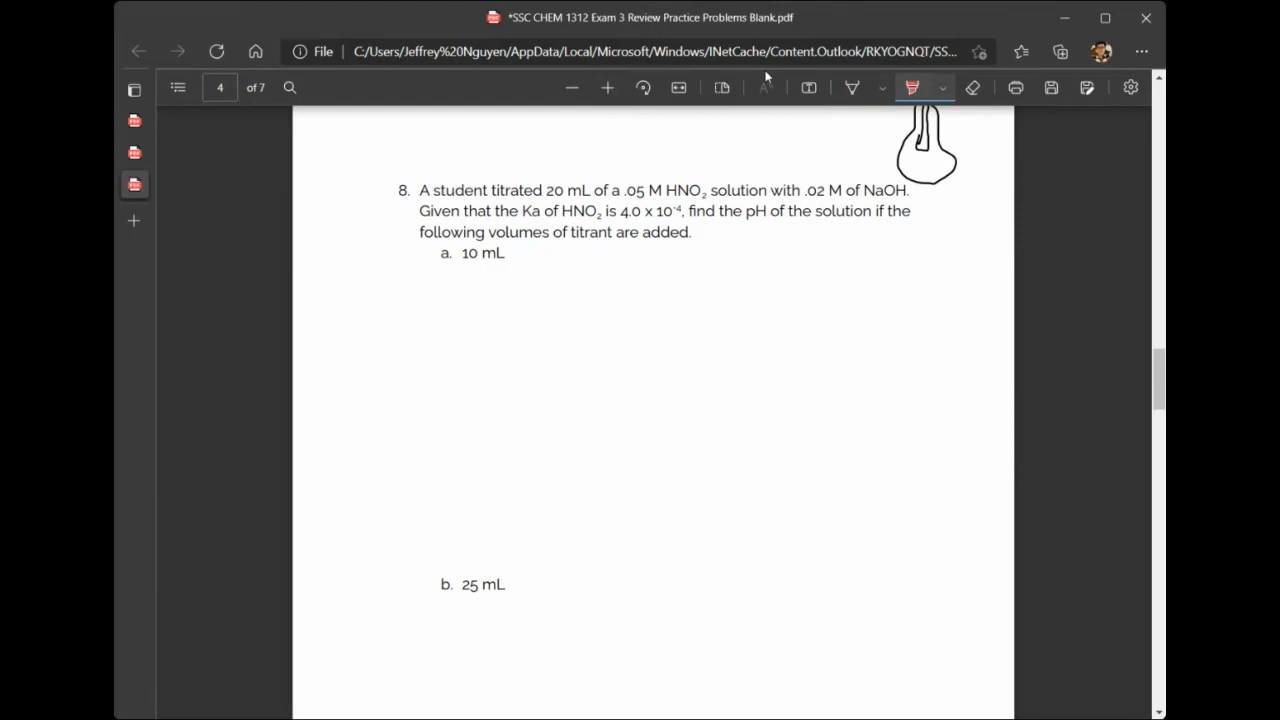 *SSC CHEM 1312 Exam 3 Review Practice Problems Blank.pdf
File | C:/Users/Jeffrey%20Nguyen/AppData/Local/Microsoft/Windows/INetCache/Content.Outlook/RKYOGNQT/SS...
4 of 7
8. A student titrated 20 mL of a .05 M HNO₂ solution with .02 M of NaOH.
Given that the Ka of HNO₂ is 4.0 x 10⁻⁴, find the pH of the solution if the
following volumes of titrant are added.
a. 10 mL
b. 25 mL